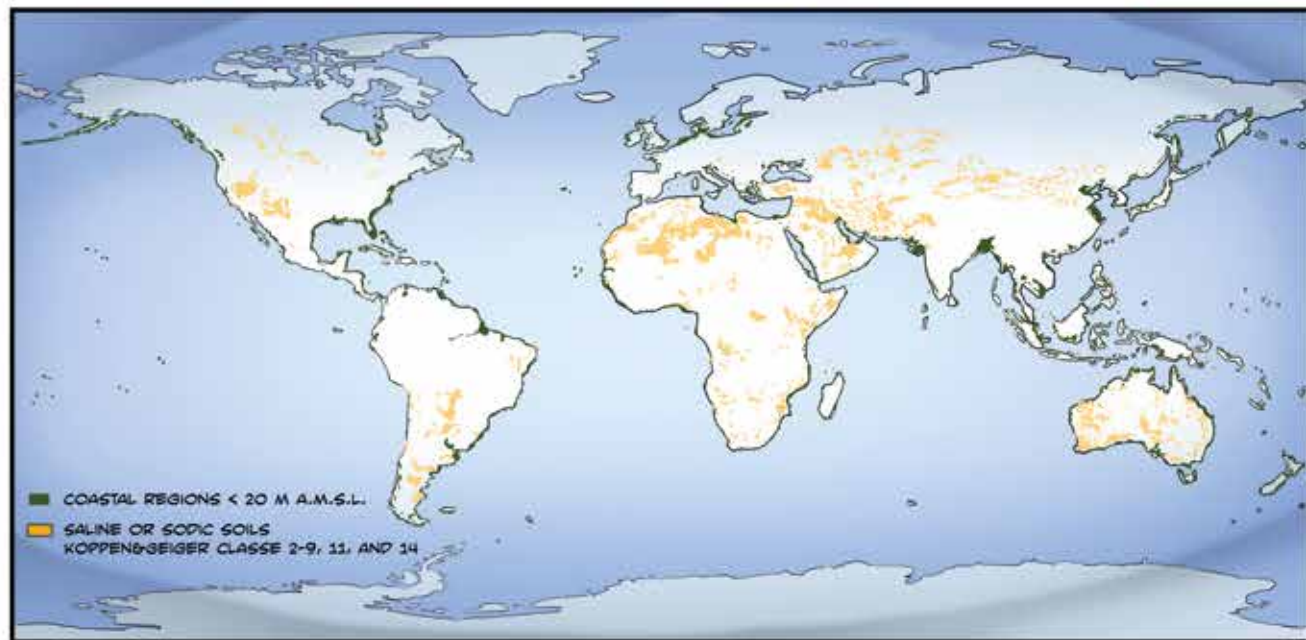 COASTAL REGIONS < 20 M A.M.S.L.
SALINE OR SODIC SOILS
KOPPEN&GEIGER CLASSE 2-9, 11, AND 14